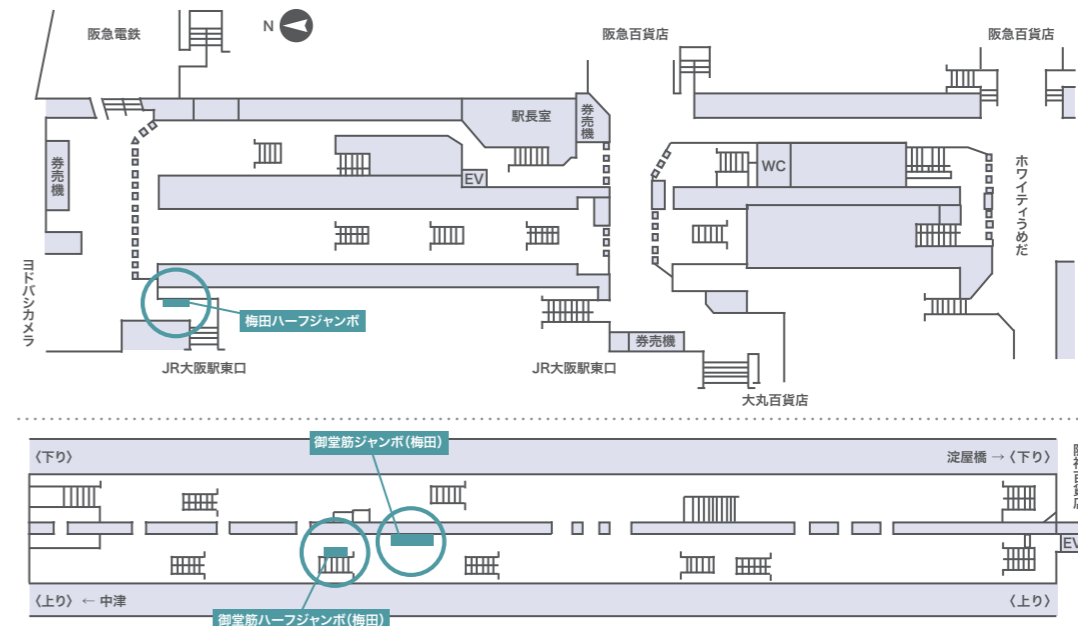 阪急電鉄
N
阪急百貨店
阪急百貨店
駅長室
券売機
券売機
EV
WC
ホワイティうめだ
ヨドバシカメラ
梅田ハーフジャンボ
JR大阪駅東口
JR大阪駅東口
券売機
大丸百貨店
御堂筋ジャンボ(梅田)
〈下り〉
淀屋橋 → 〈下り〉
阪神百貨店
EV
〈上り〉 ← 中津
〈上り〉
御堂筋ハーフジャンボ(梅田)